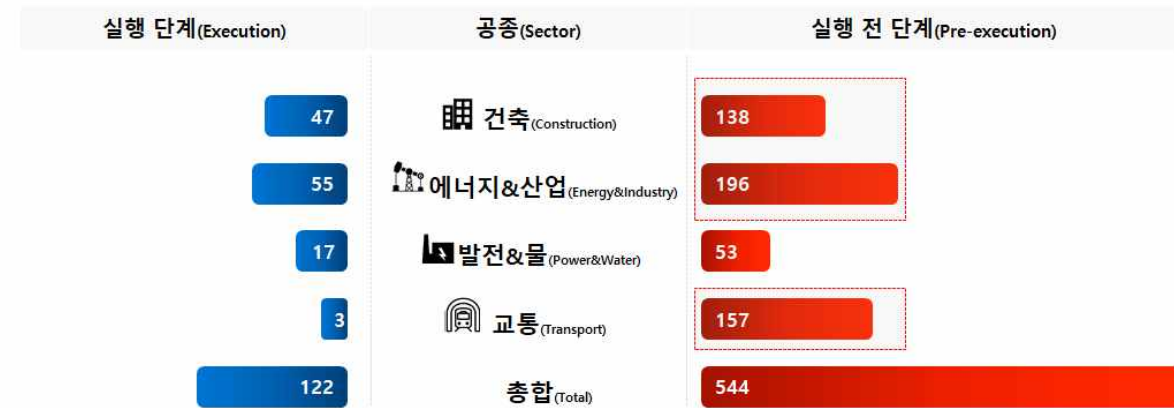 실행 단계(Execution) 공종(Sector) 실행 전 단계(Pre-execution)
47 건축(Construction) 138
55 에너지&산업(Energy&Industry) 196
17 발전&물(Power&Water) 53
3 교통(Transport) 157
122 총합(Total) 544